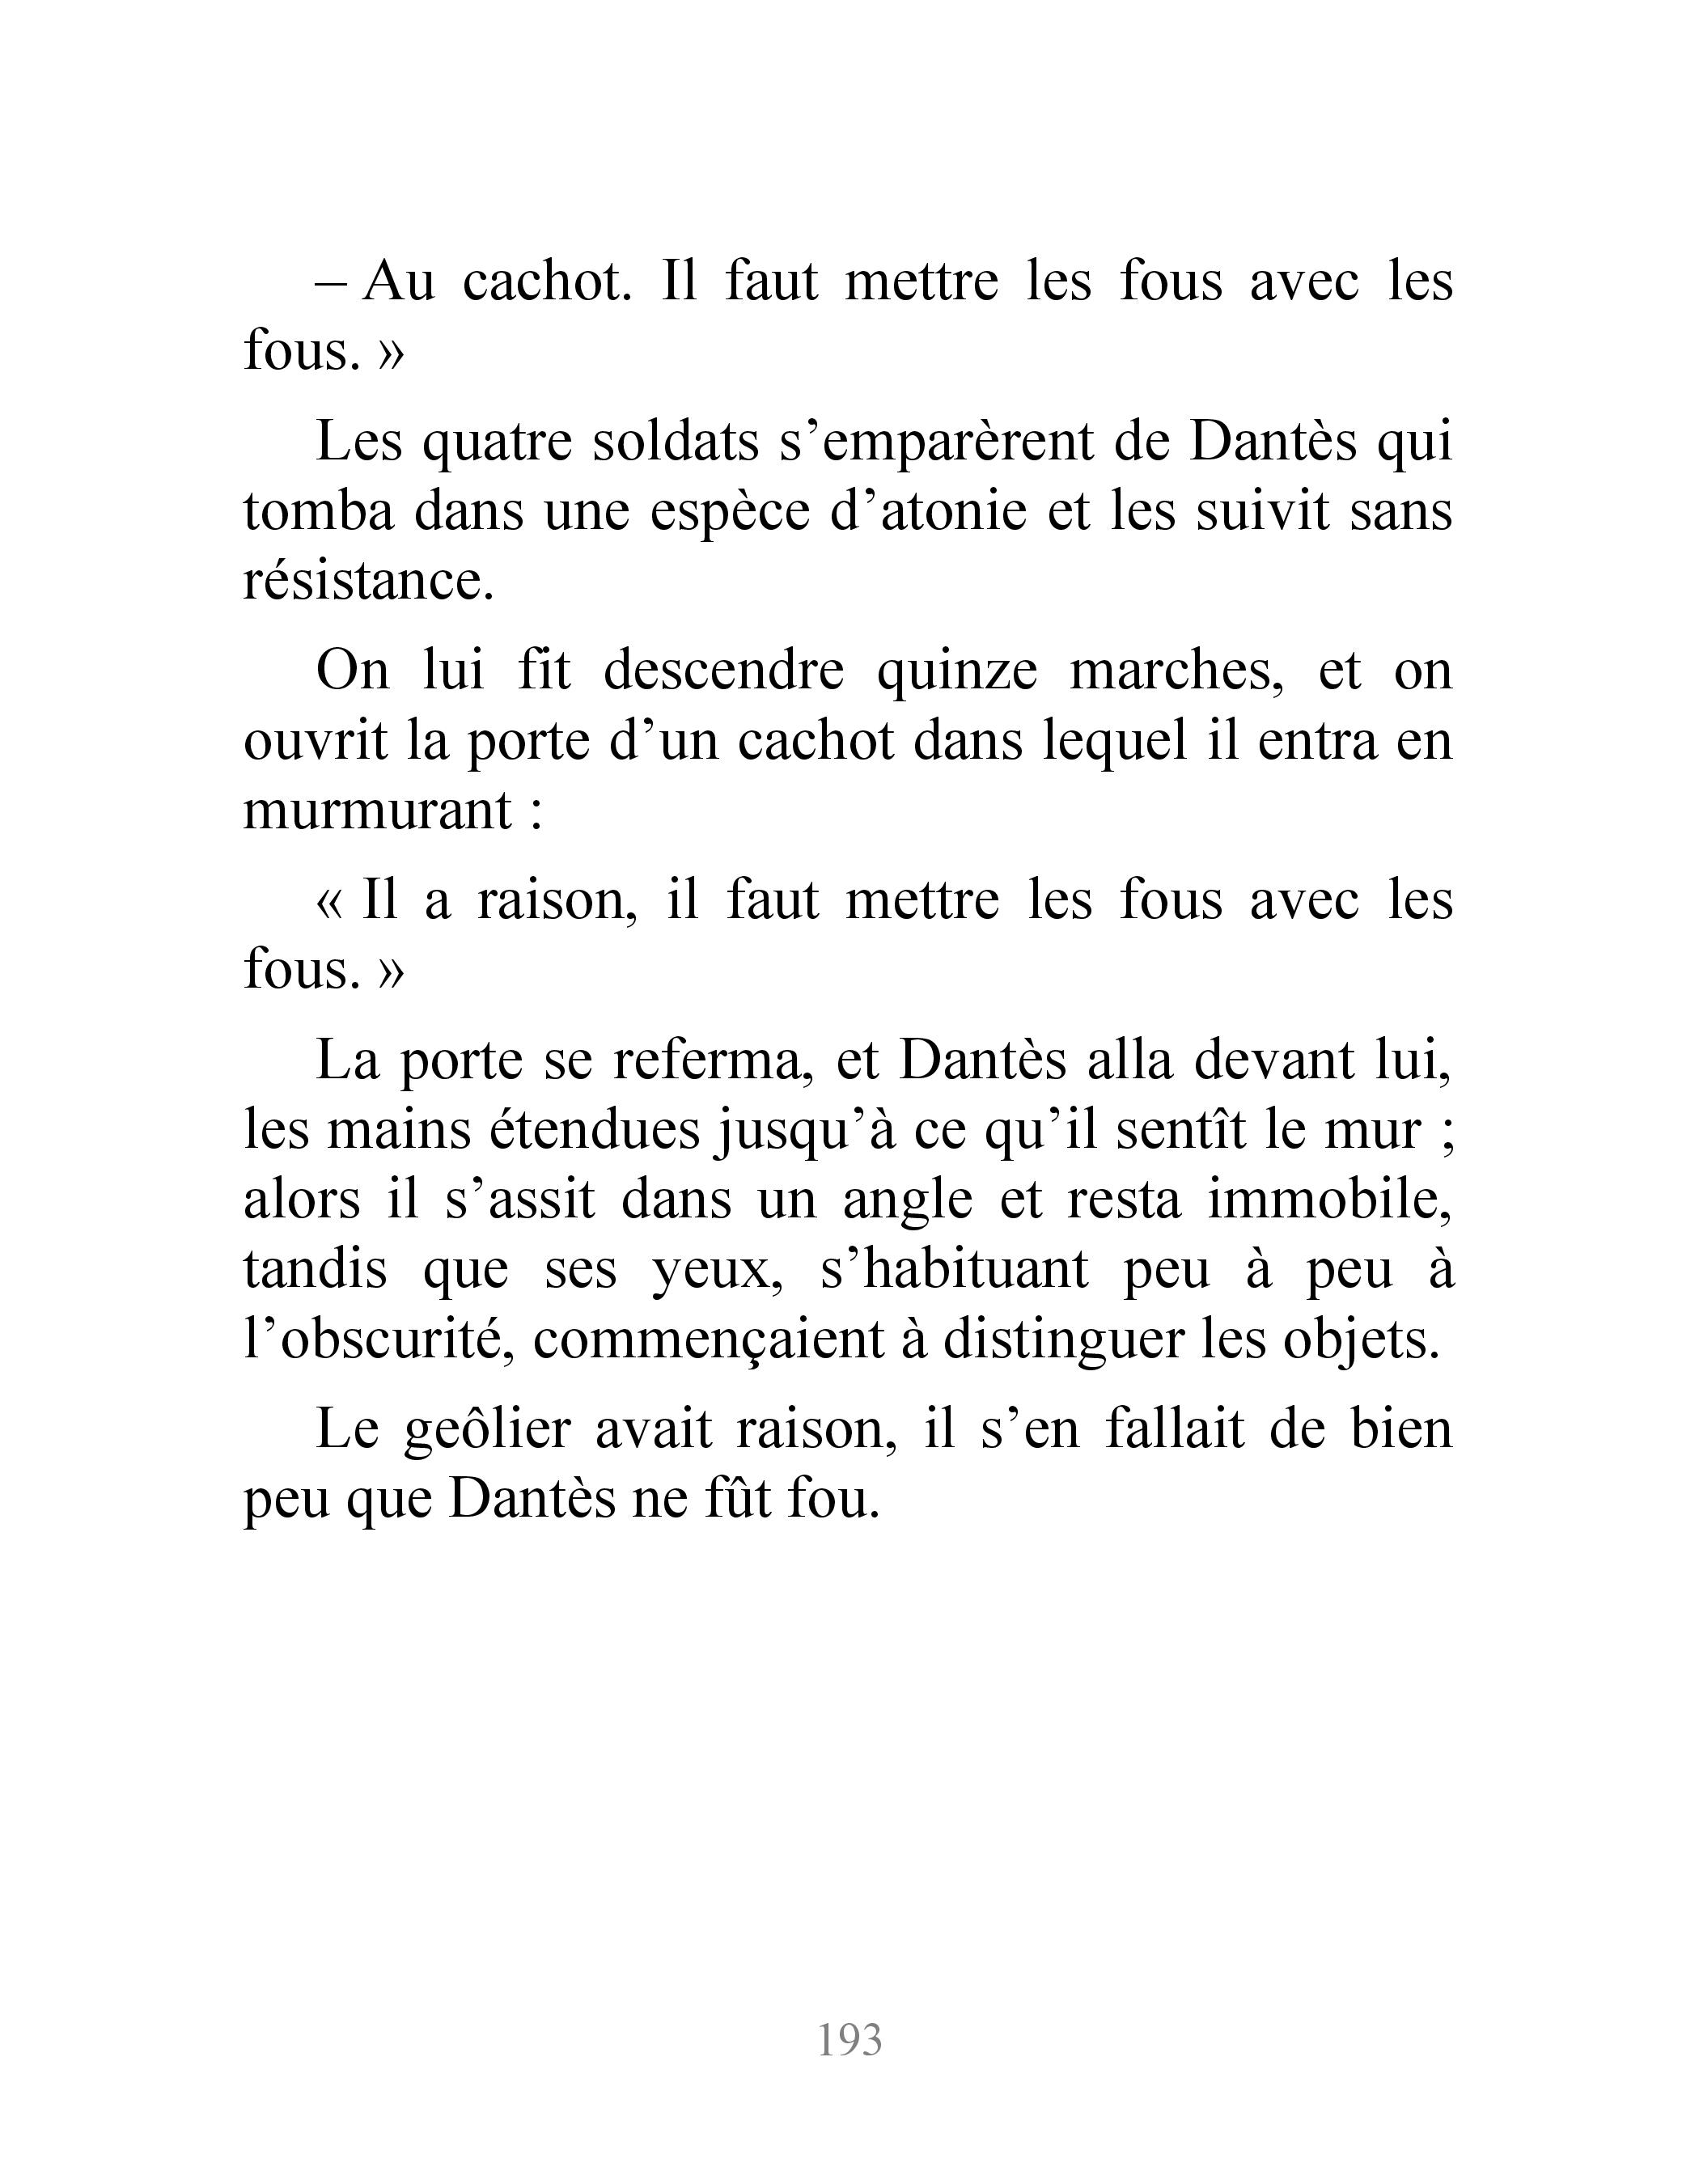 – Au cachot. Il faut mettre les fous avec les
fous. »
Les quatre soldats s’emparèrent de Dantès qui
tomba dans une espèce d’atonie et les suivit sans
résistance.
On lui fit descendre quinze marches, et on
ouvrit la porte d’un cachot dans lequel il entra en
murmurant :
« Il a raison, il faut mettre les fous avec les
fous. »
La porte se referma, et Dantès alla devant lui,
les mains étendues jusqu’à ce qu’il sentît le mur ;
alors il s’assit dans un angle et resta immobile,
tandis que ses yeux, s’habituant peu à peu à
l’obscurité, commençaient à distinguer les objets.
Le geôlier avait raison, il s’en fallait de bien
peu que Dantès ne fût fou.
193